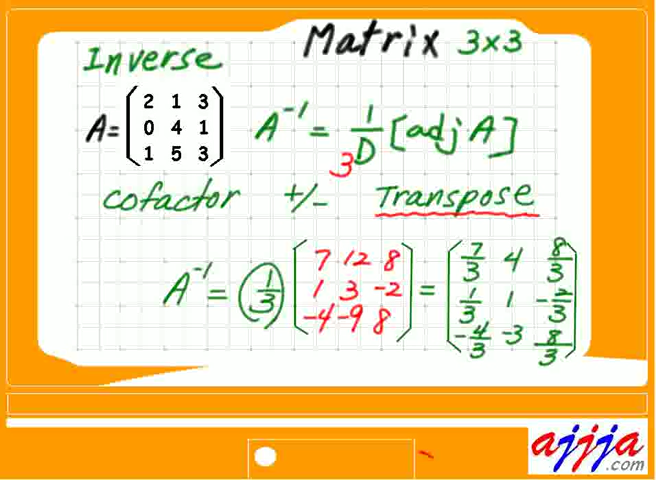 Matrix 3x3
Inverse
A = ( 2 1 3
0 4 1
1 5 3 )
A⁻¹ = 1/D [adj A]
3
cofactor +/- Transpose
A⁻¹ = (1/3) [ 7 12 8
1 3 -2
-4 -9 8 ] = [ 7/3 4 8/3
1/3 1 -2/3
-4/3 -3 8/3 ]
ajjja
.com